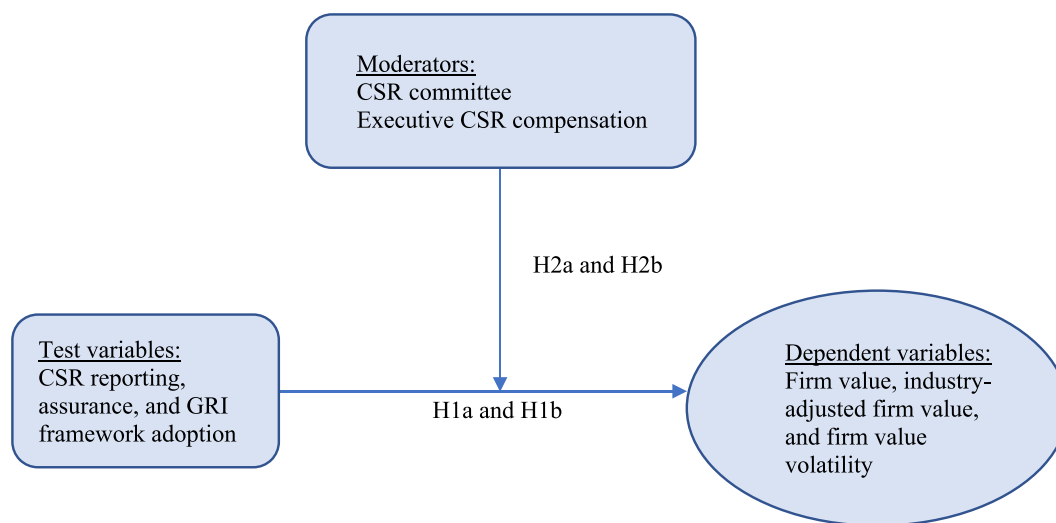 Moderators:
CSR committee
Executive CSR compensation
H2a and H2b
Test variables:
CSR reporting,
assurance, and GRI
framework adoption
H1a and H1b
Dependent variables:
Firm value, industry-
adjusted firm value,
and firm value
volatility